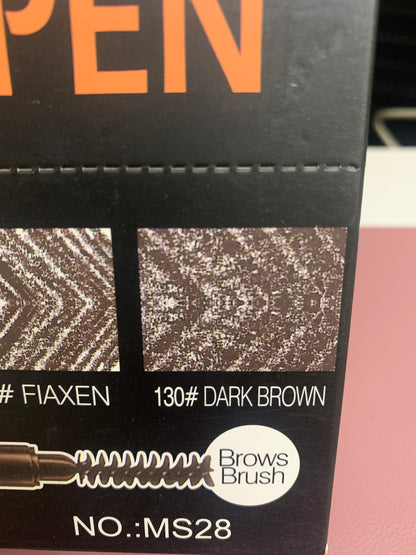 PEN
# FIAXEN 130# DARK BROWN
Brows
Brush
NO.:MS28